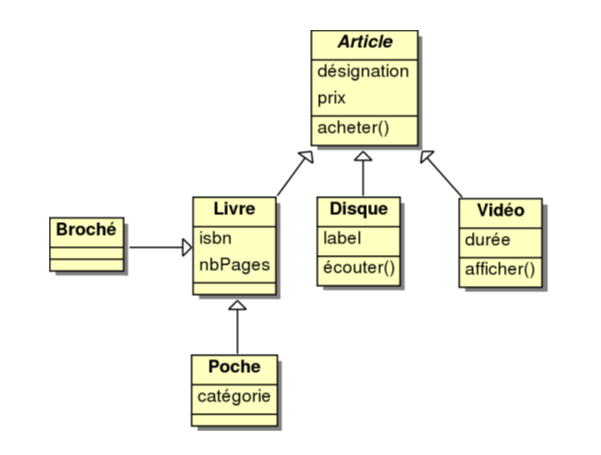 Article
désignation
prix
acheter()
Livre
isbn
nbPages
Disque
label
écouter()
Vidéo
durée
afficher()
Broché
Poche
catégorie